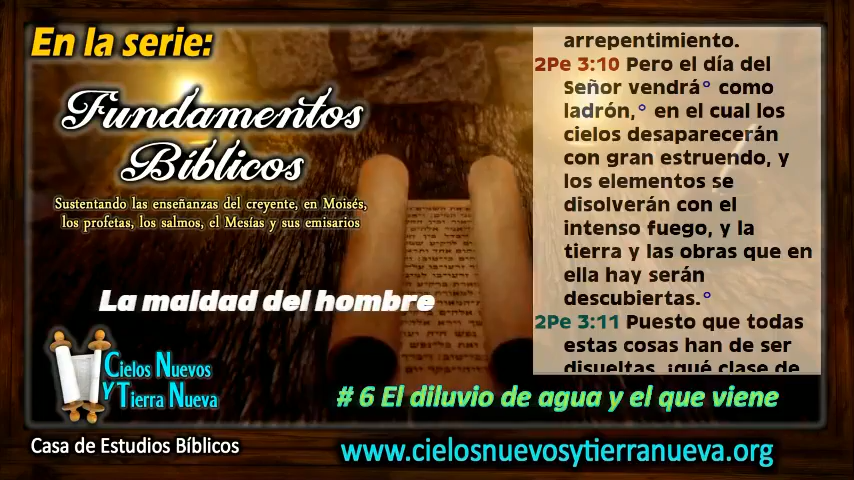 En la serie:
Fundamentos
Bíblicos
Sustentando las enseñanzas del creyente, en Moisés,
los profetas, los salmos, el Mesías y sus emisarios
La maldad del hombre
Cielos Nuevos
Y Tierra Nueva
Casa de Estudios Bíblicos
arrepentimiento.
2Pe 3:10 Pero el día del
Señor vendrá° como
ladrón,° en el cual los
cielos desaparecerán
con gran estruendo, y
los elementos se
disolverán con el
intenso fuego, y la
tierra y las obras que en
ella hay serán
descubiertas.°
2Pe 3:11 Puesto que todas
estas cosas han de ser
disueltas, ¡qué clase de
# 6 El diluvio de agua y el que viene
www.cielosnuevosytierranueva.org